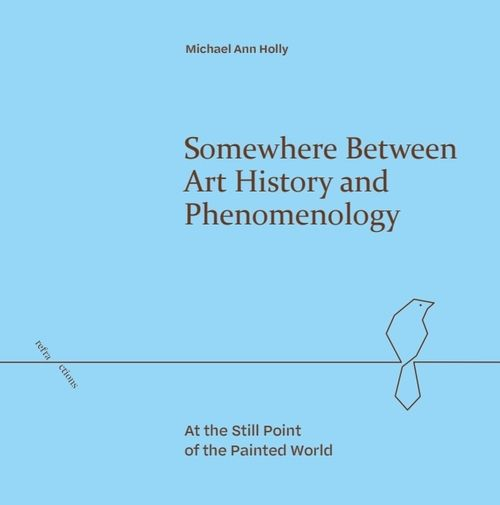 Michael Ann Holly
Somewhere Between
Art History and
Phenomenology
refra
ctions
At the Still Point
of the Painted World